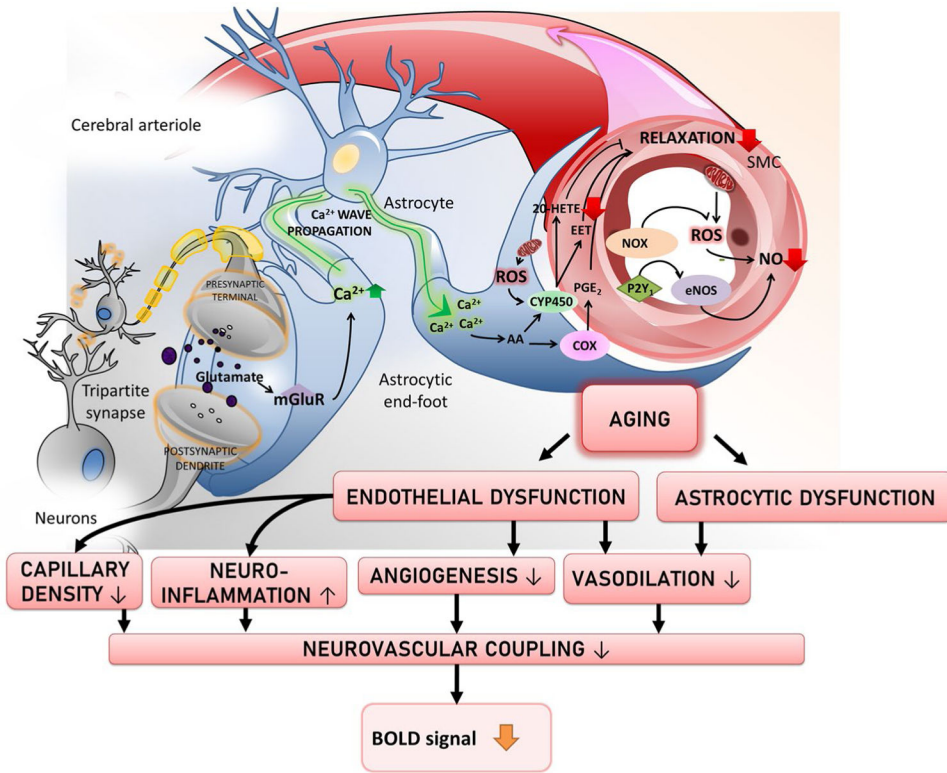 Cerebral arteriole
RELAXATION
SMC
Astrocyte
Ca²⁺ WAVE
PROPAGATION
20-HETE
EET
NOX
ROS
NO
ROS
PRESYNAPTIC
TERMINAL
Ca²⁺
Ca²⁺
Ca²⁺ Ca²⁺
CYP450
PGE₂
P2Y₁
eNOS
AA
COX
Glutamate
mGluR
Tripartite
synapse
Astrocytic
end-foot
POSTSYNAPTIC
DENDRITE
Neurons
AGING
ENDOTHELIAL DYSFUNCTION
ASTROCYTIC DYSFUNCTION
CAPILLARY
DENSITY ↓
NEURO-
INFLAMMATION ↑
ANGIOGENESIS ↓
VASODILATION ↓
NEUROVASCULAR COUPLING ↓
BOLD signal